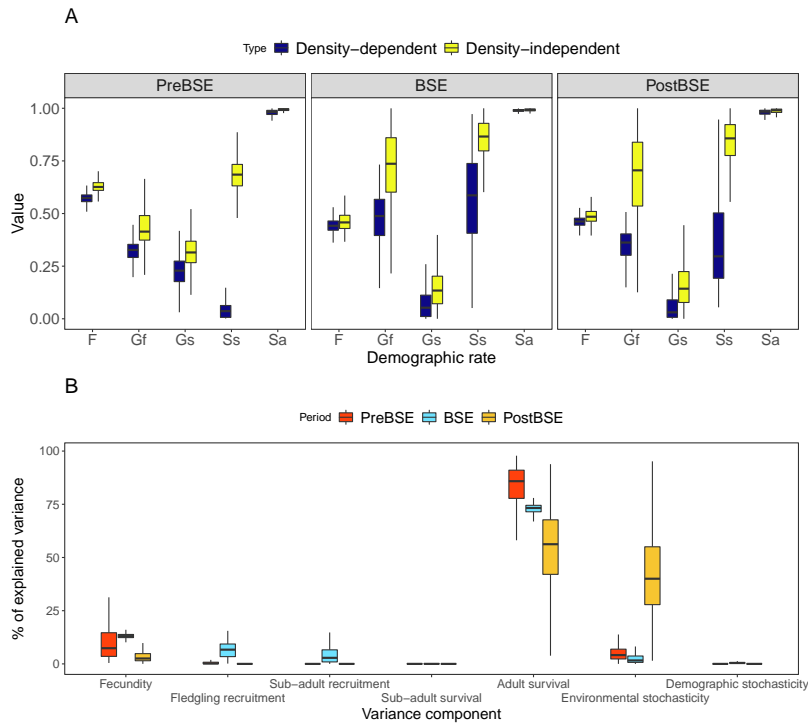 A
Type Density−dependent Density−independent
PreBSE BSE PostBSE
Value
1.00
0.75
0.50
0.25
0.00
F Gf Gs Ss Sa F Gf Gs Ss Sa F Gf Gs Ss Sa
Demographic rate
B
Period PreBSE BSE PostBSE
% of explained variance
100
75
50
25
0
Fecundity Sub−adult recruitment Adult survival Demographic stochasticity
Fledgling recruitment Sub−adult survival Environmental stochasticity
Variance component